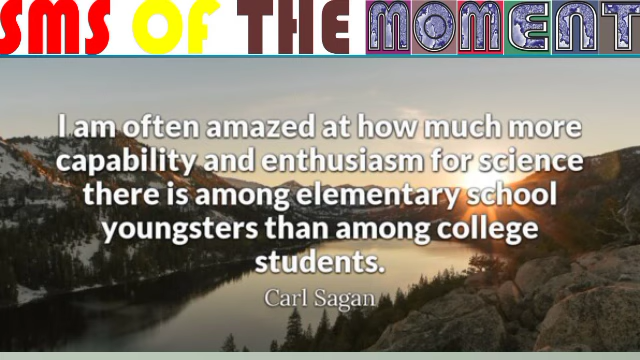 SMS OF THE MOMENT
I am often amazed at how much more
capability and enthusiasm for science
there is among elementary school
youngsters than among college
students.
Carl Sagan